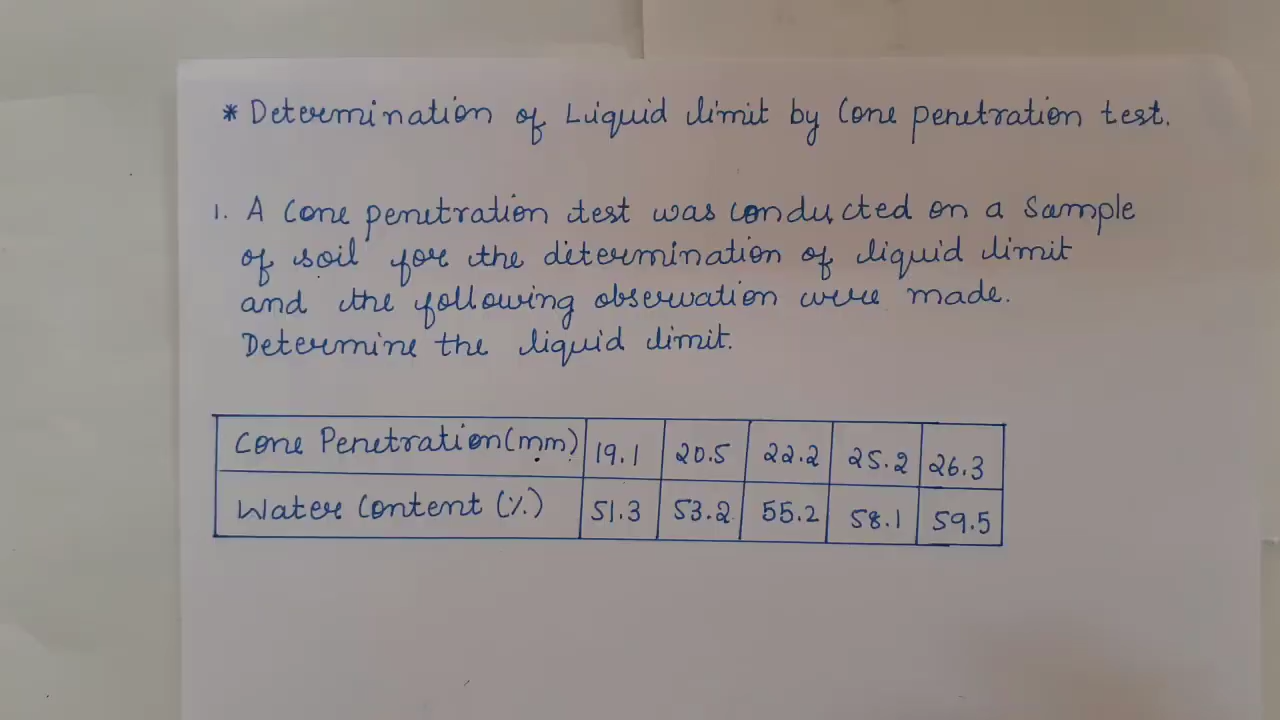 * Determination of Liquid limit by Cone penetration test.
1. A Cone penetration test was conducted on a Sample
of soil for the determination of liquid limit
and the following observation were made.
Determine the liquid limit.
Cone Penetration (mm) 19.1 20.5 22.2 25.2 26.3
Water Content (%) 51.3 53.2 55.2 58.1 59.5